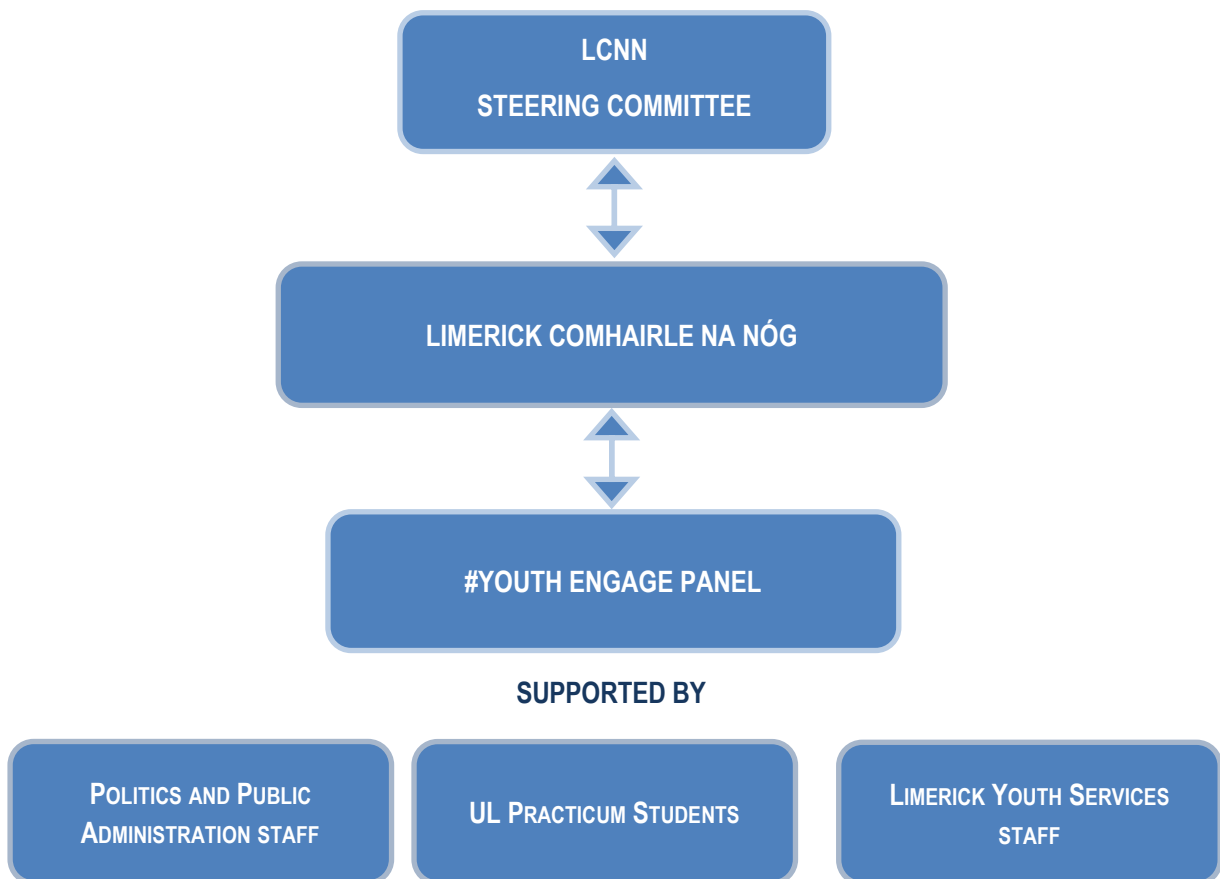 LCNN
STEERING COMMITTEE
LIMERICK COMHAIRLE NA NÓG
#YOUTH ENGAGE PANEL
SUPPORTED BY
POLITICS AND PUBLIC
ADMINISTRATION STAFF
UL PRACTICUM STUDENTS
LIMERICK YOUTH SERVICES
STAFF